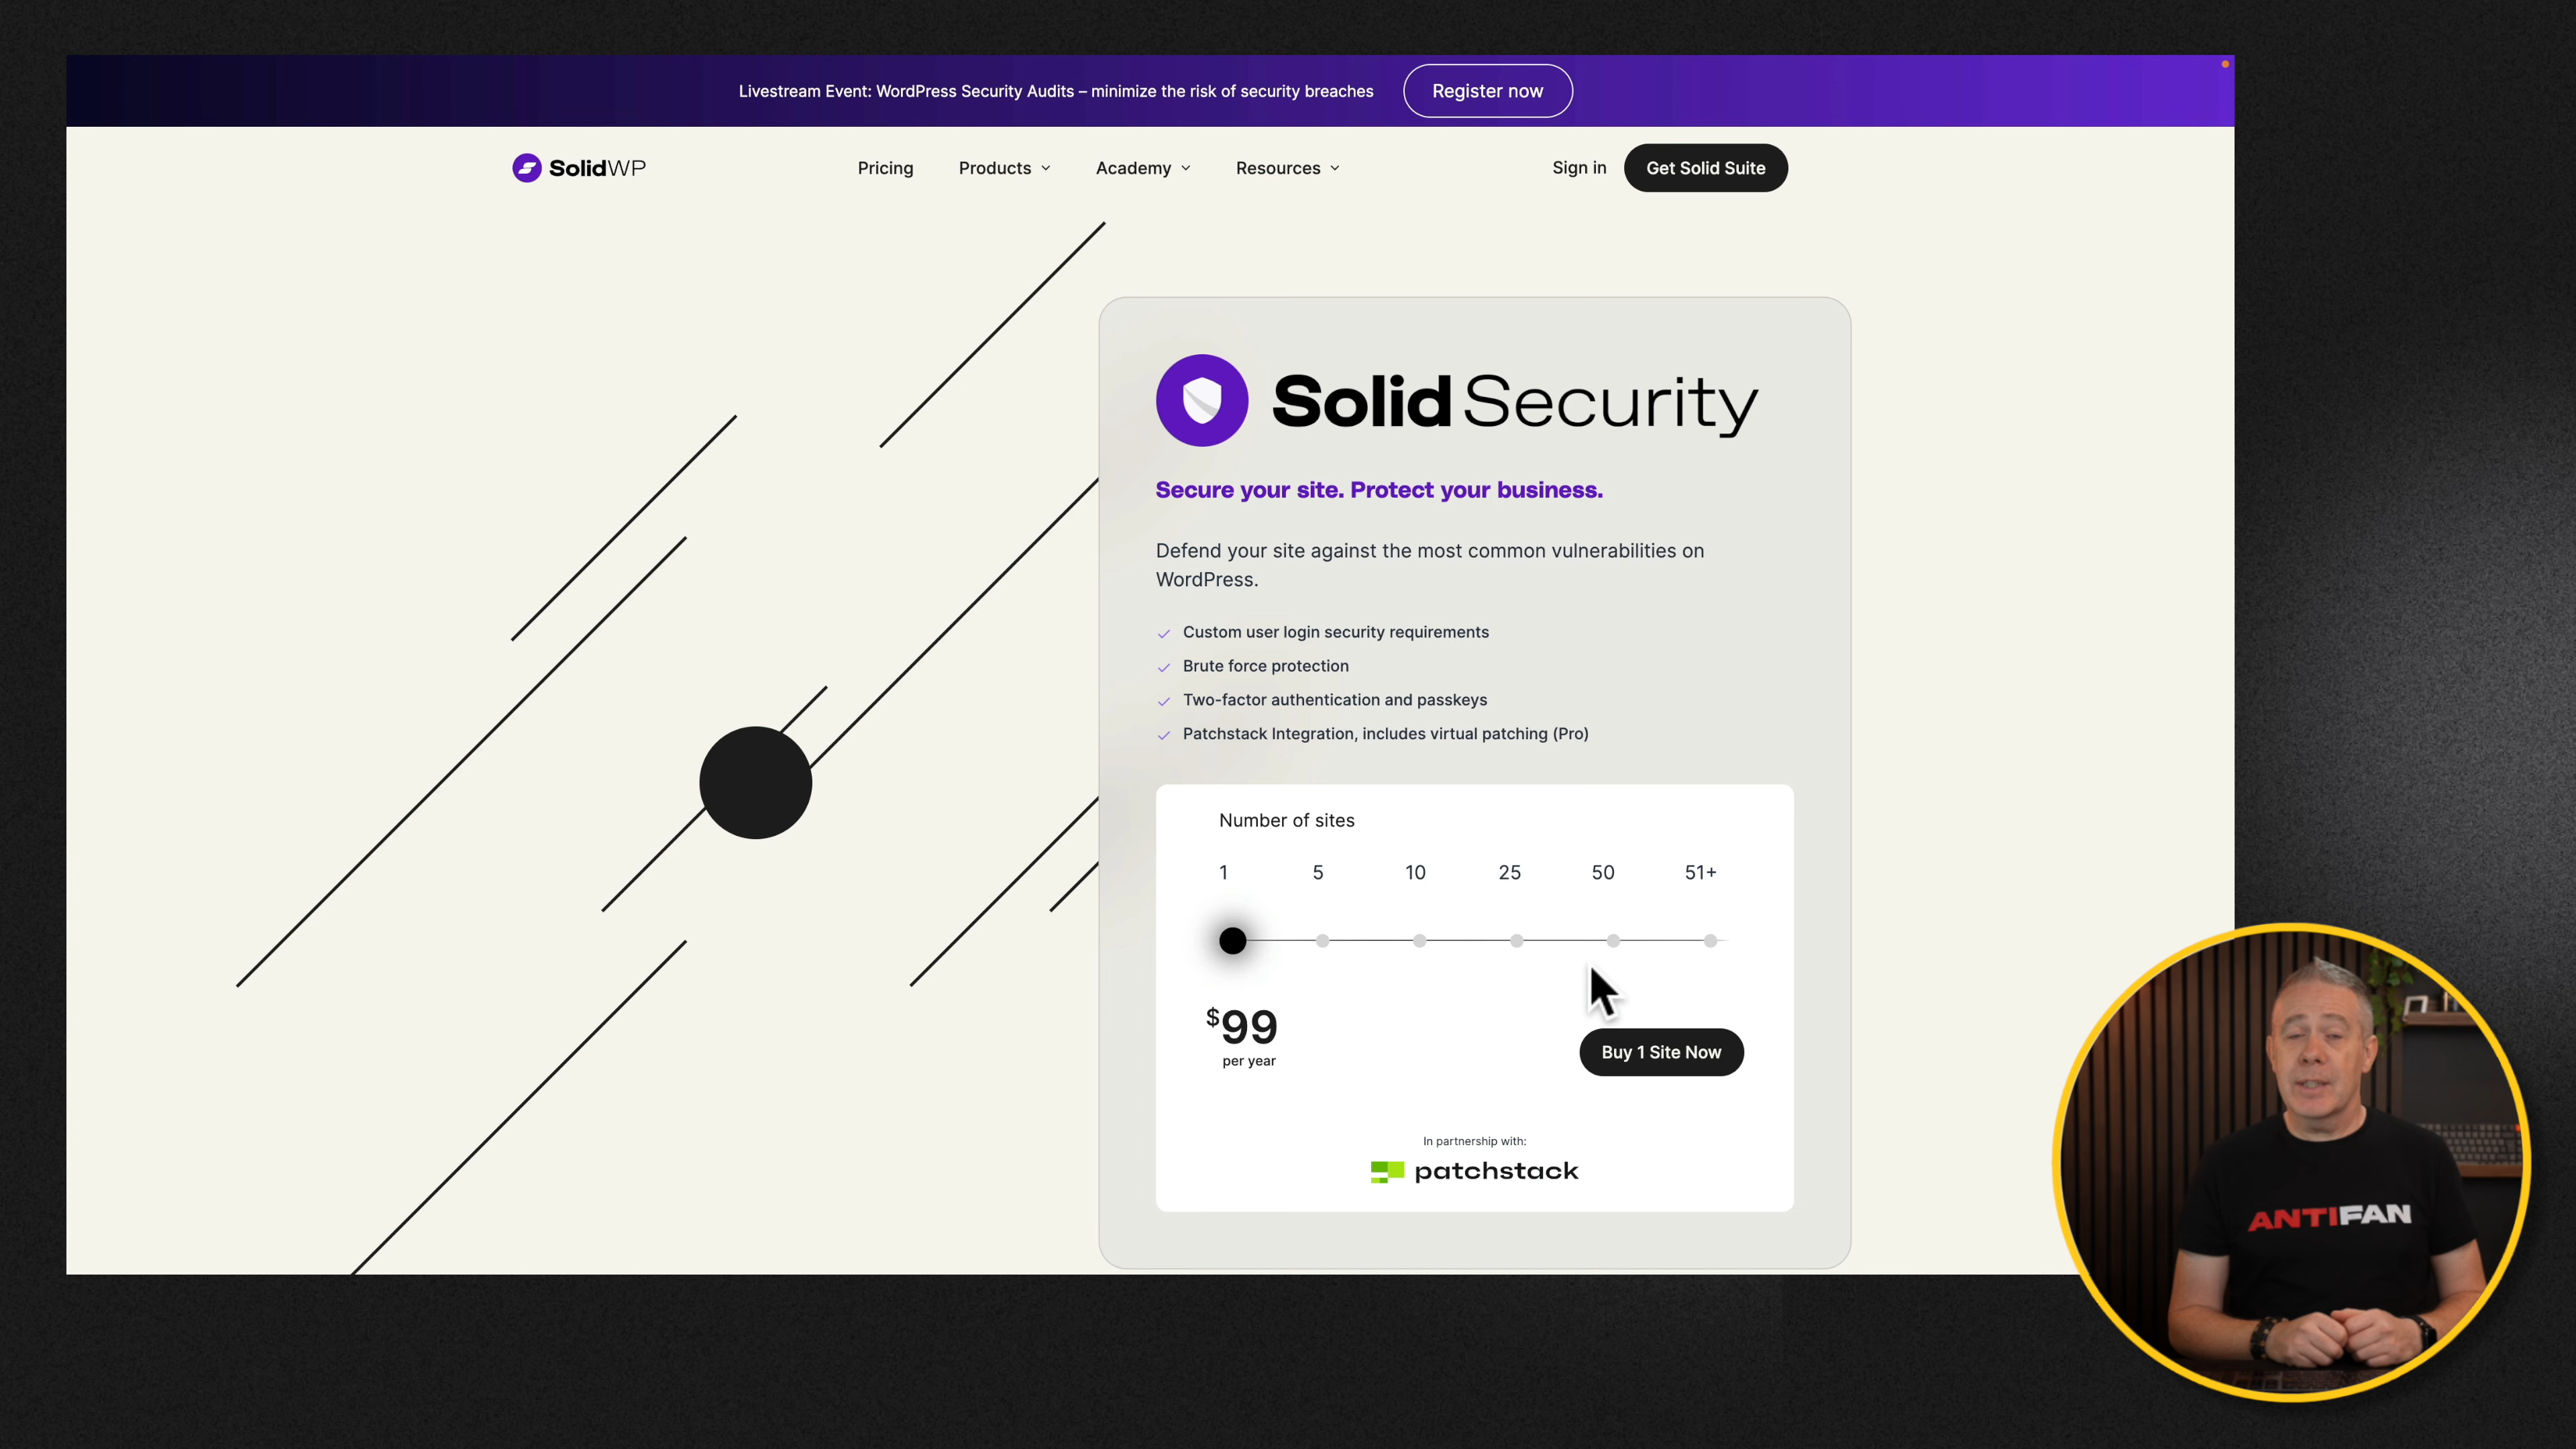 Livestream Event: WordPress Security Audits – minimize the risk of security breaches
Register now
SolidWP
Pricing
Products
Academy
Resources
Sign in
Get Solid Suite
Solid Security
Secure your site. Protect your business.
Defend your site against the most common vulnerabilities on
WordPress.
Custom user login security requirements
Brute force protection
Two-factor authentication and passkeys
Patchstack Integration, includes virtual patching (Pro)
Number of sites
1 5 10 25 50 51+
$99
per year
Buy 1 Site Now
In partnership with:
patchstack
ANTIFAN